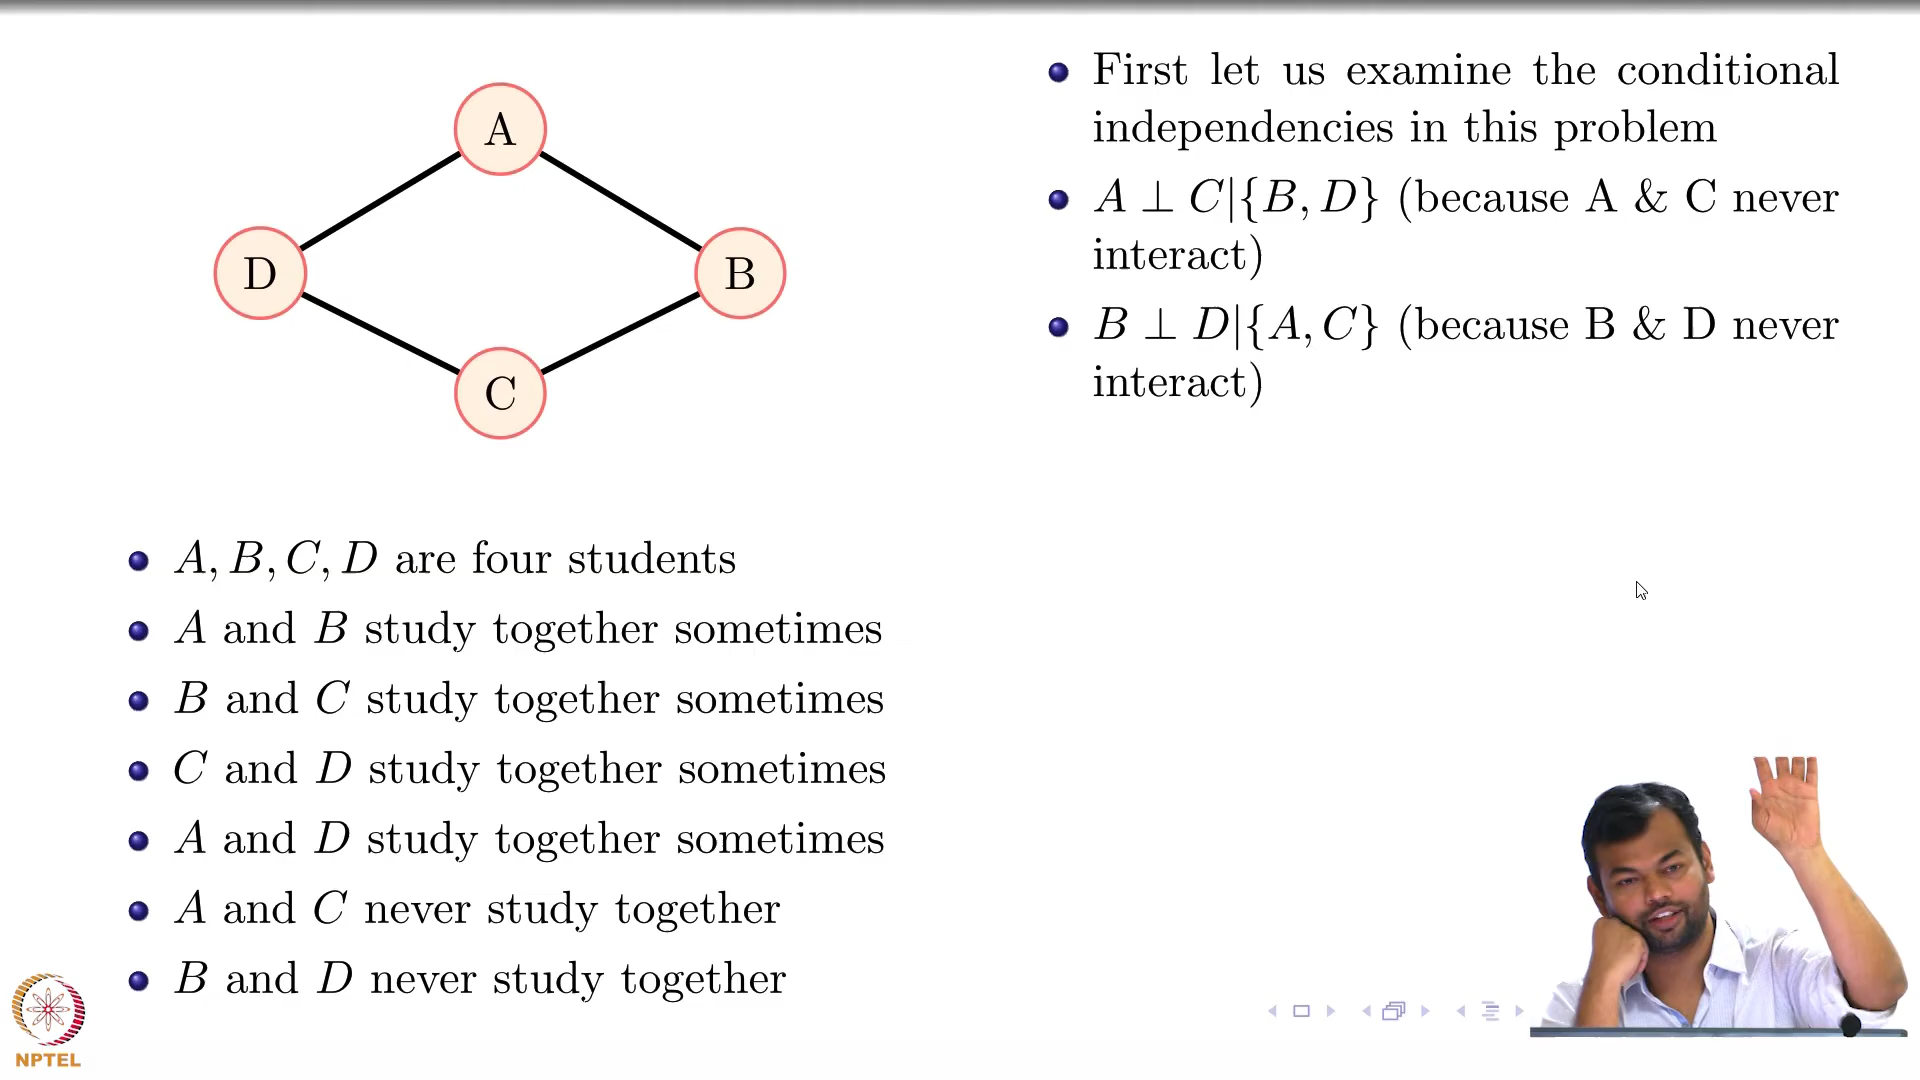 A
D
B
C
A, B, C, D are four students
A and B study together sometimes
B and C study together sometimes
C and D study together sometimes
A and D study together sometimes
A and C never study together
B and D never study together
First let us examine the conditional
independencies in this problem
A ⊥ C|{B, D} (because A & C never
interact)
B ⊥ D|{A, C} (because B & D never
interact)
NPTEL